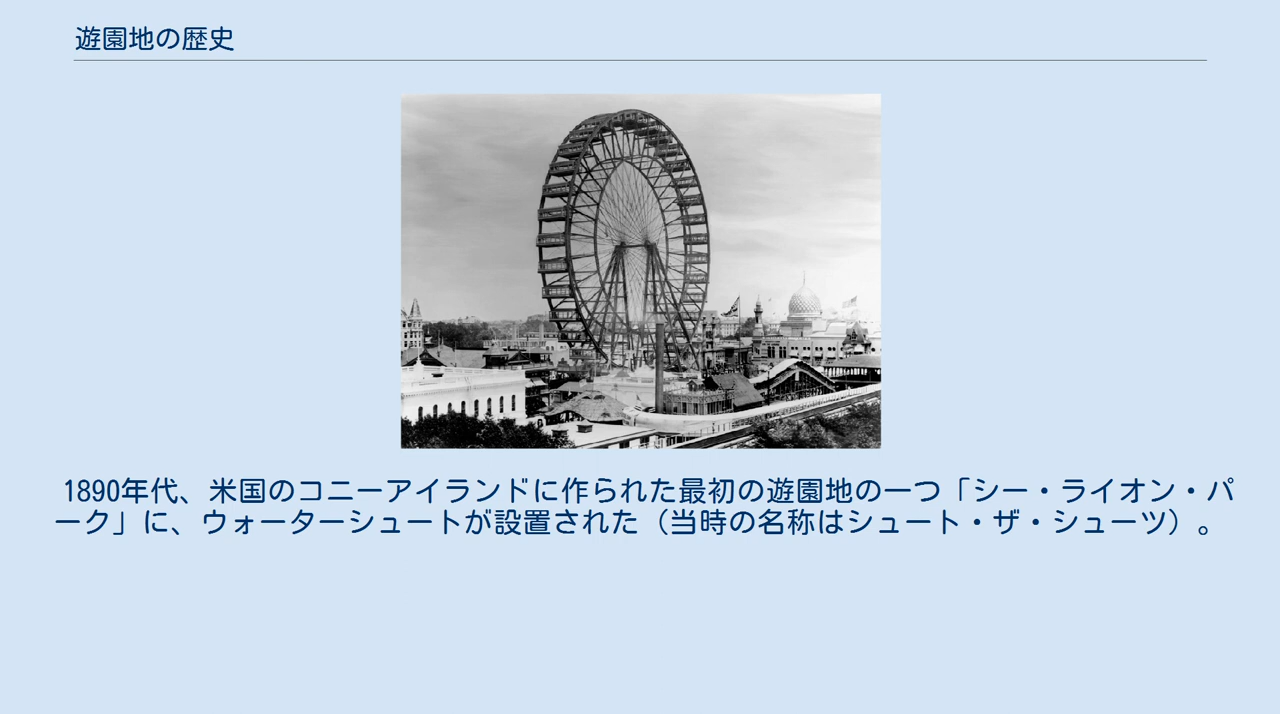 遊園地の歴史
1890年代、米国のコニーアイランドに作られた最初の遊園地の一つ「シー・ライオン・パ
ーク」に、ウォーターシュートが設置された（当時の名称はシュート・ザ・シューツ）。